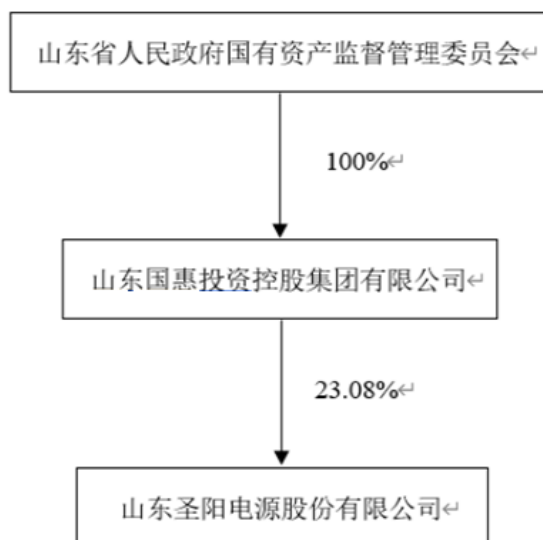 山东省人民政府国有资产监督管理委员会
100%
山东国惠投资控股集团有限公司
23.08%
山东圣阳电源股份有限公司